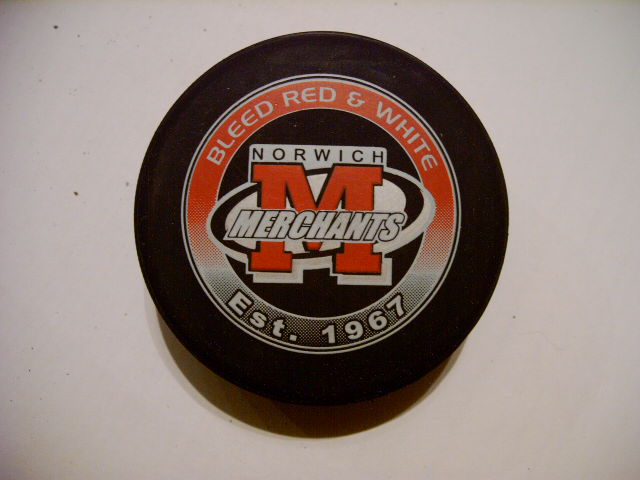 BLEED RED & WHITE
NORWICH
M
MERCHANTS
Est. 1967